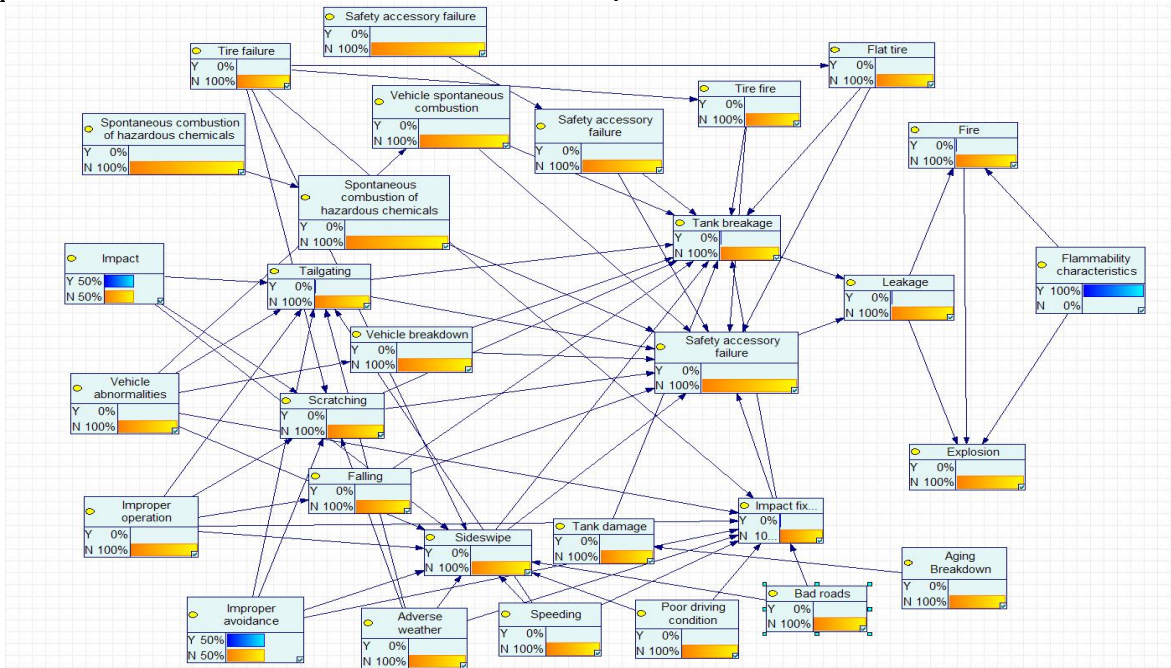 Safety accessory failure
Y 0%
N 100%
Tire failure
Y 0%
N 100%
Flat tire
Y 0%
N 100%
Vehicle spontaneous
combustion
Y 0%
N 100%
Tire fire
Y 0%
N 100%
Spontaneous combustion
of hazardous chemicals
Y 0%
N 100%
Safety accessory
failure
Y 0%
N 100%
Fire
Y 0%
N 100%
Spontaneous
combustion of
hazardous chemicals
Y 0%
N 100%
Tank breakage
Y 0%
N 100%
Impact
Y 50%
N 50%
Tailgating
Y 0%
N 100%
Leakage
Y 0%
N 100%
Flammability
characteristics
Y 100%
N 0%
Vehicle breakdown
Y 0%
N 100%
Safety accessory
failure
Y 0%
N 100%
Vehicle
abnormalities
Y 0%
N 100%
Scratching
Y 0%
N 100%
Explosion
Y 0%
N 100%
Falling
Y 0%
N 100%
Improper
operation
Y 0%
N 100%
Sideswipe
Y 0%
N 100%
Tank damage
Y 0%
N 100%
Impact fix...
Y 0%
N 10...
Aging
Breakdown
Y 0%
N 100%
Improper
avoidance
Y 50%
N 50%
Adverse
weather
Y 0%
N 100%
Speeding
Y 0%
N 100%
Poor driving
condition
Y 0%
N 100%
Bad roads
Y 0%
N 100%